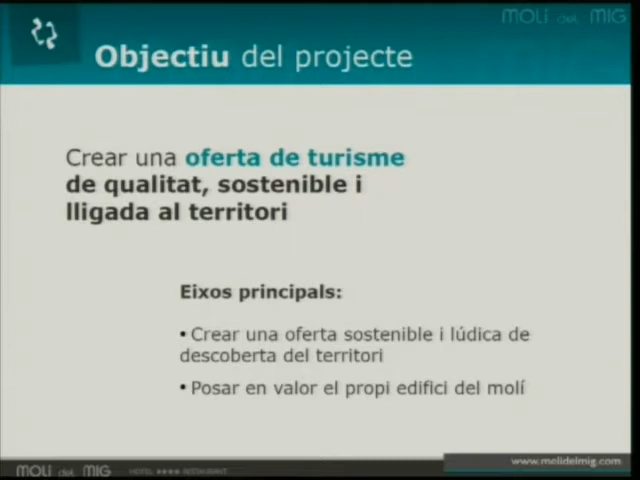 MOLÍ del MIG
Objectiu del projecte
Crear una oferta de turisme
de qualitat, sostenible i
lligada al territori
Eixos principals:
• Crear una oferta sostenible i lúdica de
descoberta del territori
• Posar en valor el propi edifici del molí
www.molidelmig.com
MOLÍ del MIG HOTEL ★★★★ RESTAURANT